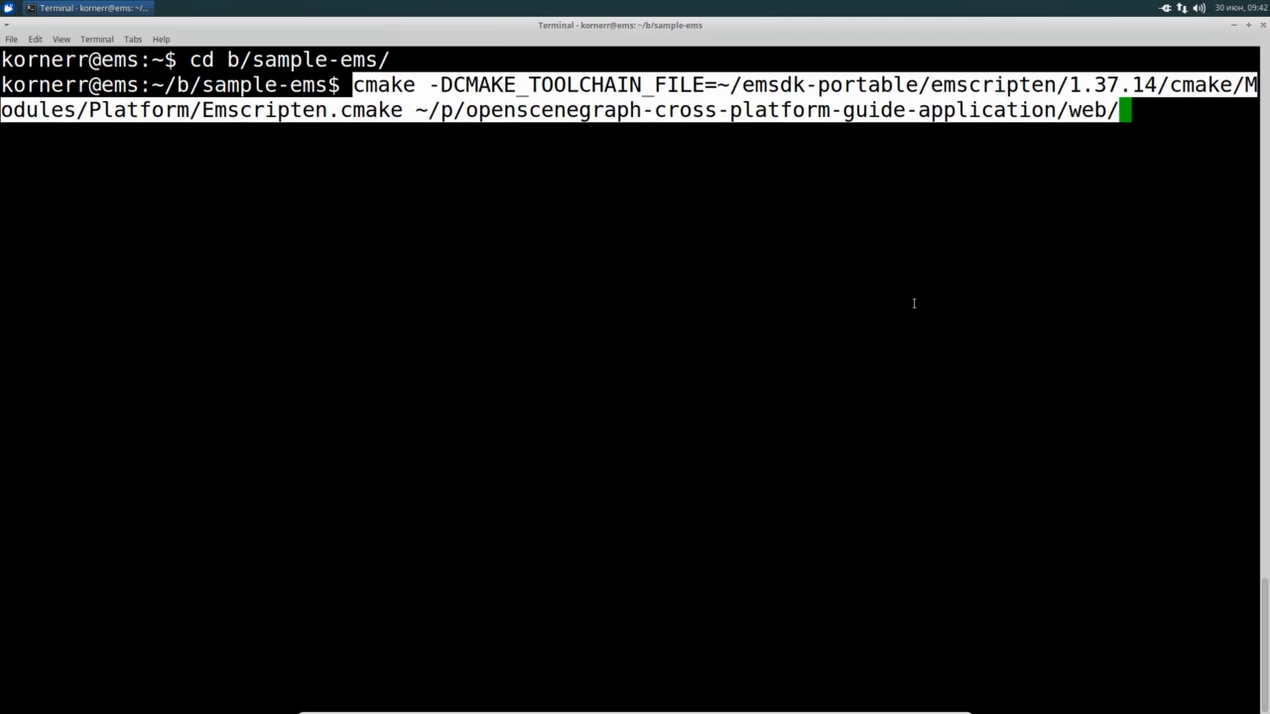 Terminal - kornerr@ems: ~/... 30 июн, 09:42
Terminal - kornerr@ems: ~/b/sample-ems
File Edit View Terminal Tabs Help
kornerr@ems:~$ cd b/sample-ems/
kornerr@ems:~/b/sample-ems$ cmake -DCMAKE_TOOLCHAIN_FILE=~/emsdk-portable/emscripten/1.37.14/cmake/M
odules/Platform/Emscripten.cmake ~/p/openscenegraph-cross-platform-guide-application/web/